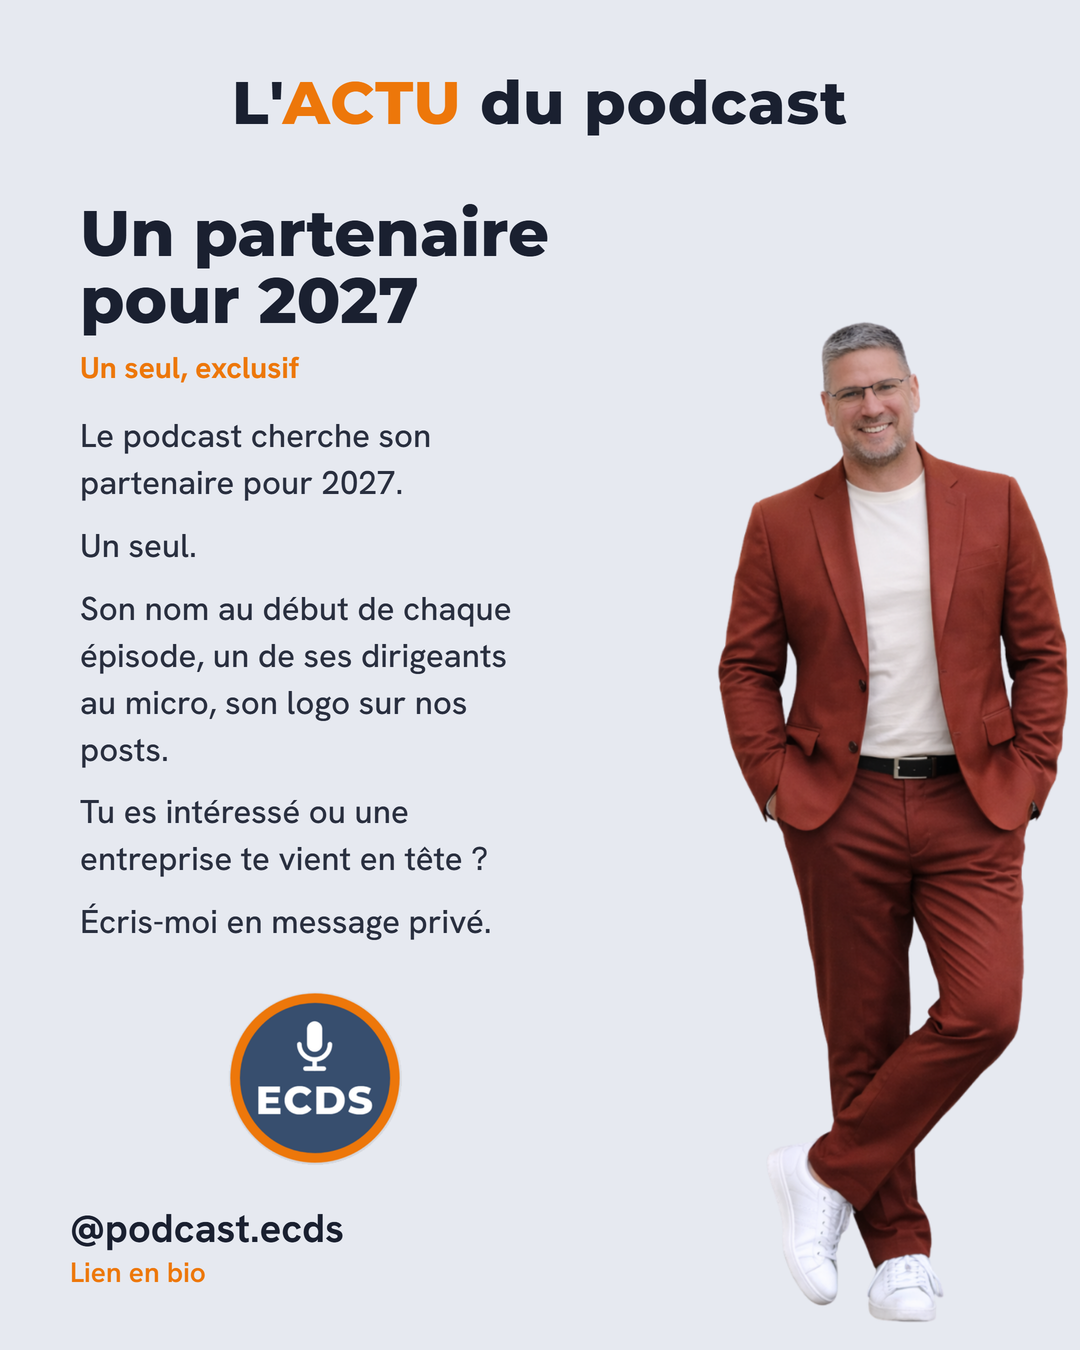 L'ACTU du podcast
Un partenaire
pour 2027
Un seul, exclusif
Le podcast cherche son
partenaire pour 2027.
Un seul.
Son nom au début de chaque
épisode, un de ses dirigeants
au micro, son logo sur nos
posts.
Tu es intéressé ou une
entreprise te vient en tête ?
Écris-moi en message privé.
ECDS
@podcast.ecds
Lien en bio